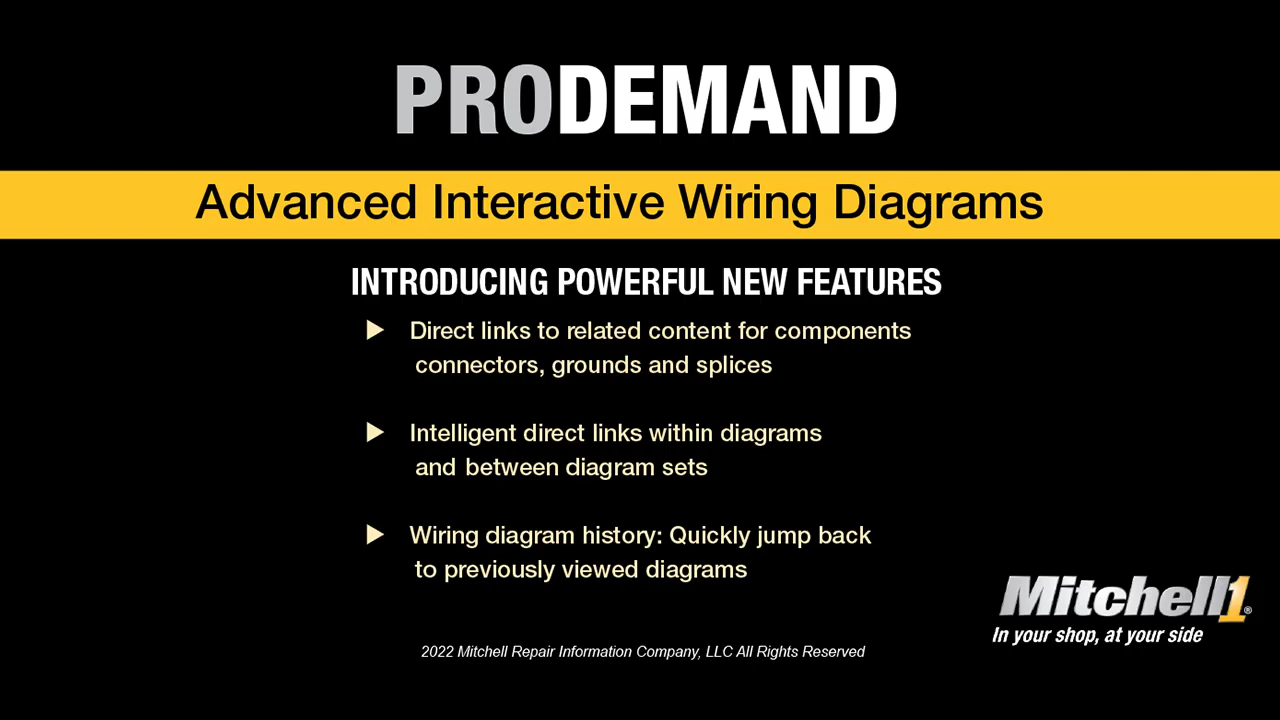 PRODEMAND
Advanced Interactive Wiring Diagrams
INTRODUCING POWERFUL NEW FEATURES
Direct links to related content for components
connectors, grounds and splices
Intelligent direct links within diagrams
and between diagram sets
Wiring diagram history: Quickly jump back
to previously viewed diagrams
Mitchell1®
In your shop, at your side
2022 Mitchell Repair Information Company, LLC All Rights Reserved